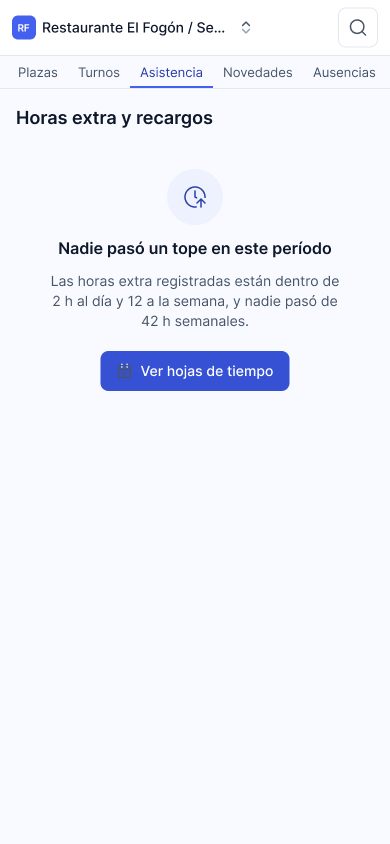 RF Restaurante El Fogón / Se...
Plazas Turnos Asistencia Novedades Ausencias
Horas extra y recargos
Nadie pasó un tope en este período
Las horas extra registradas están dentro de
2 h al día y 12 a la semana, y nadie pasó de
42 h semanales.
Ver hojas de tiempo